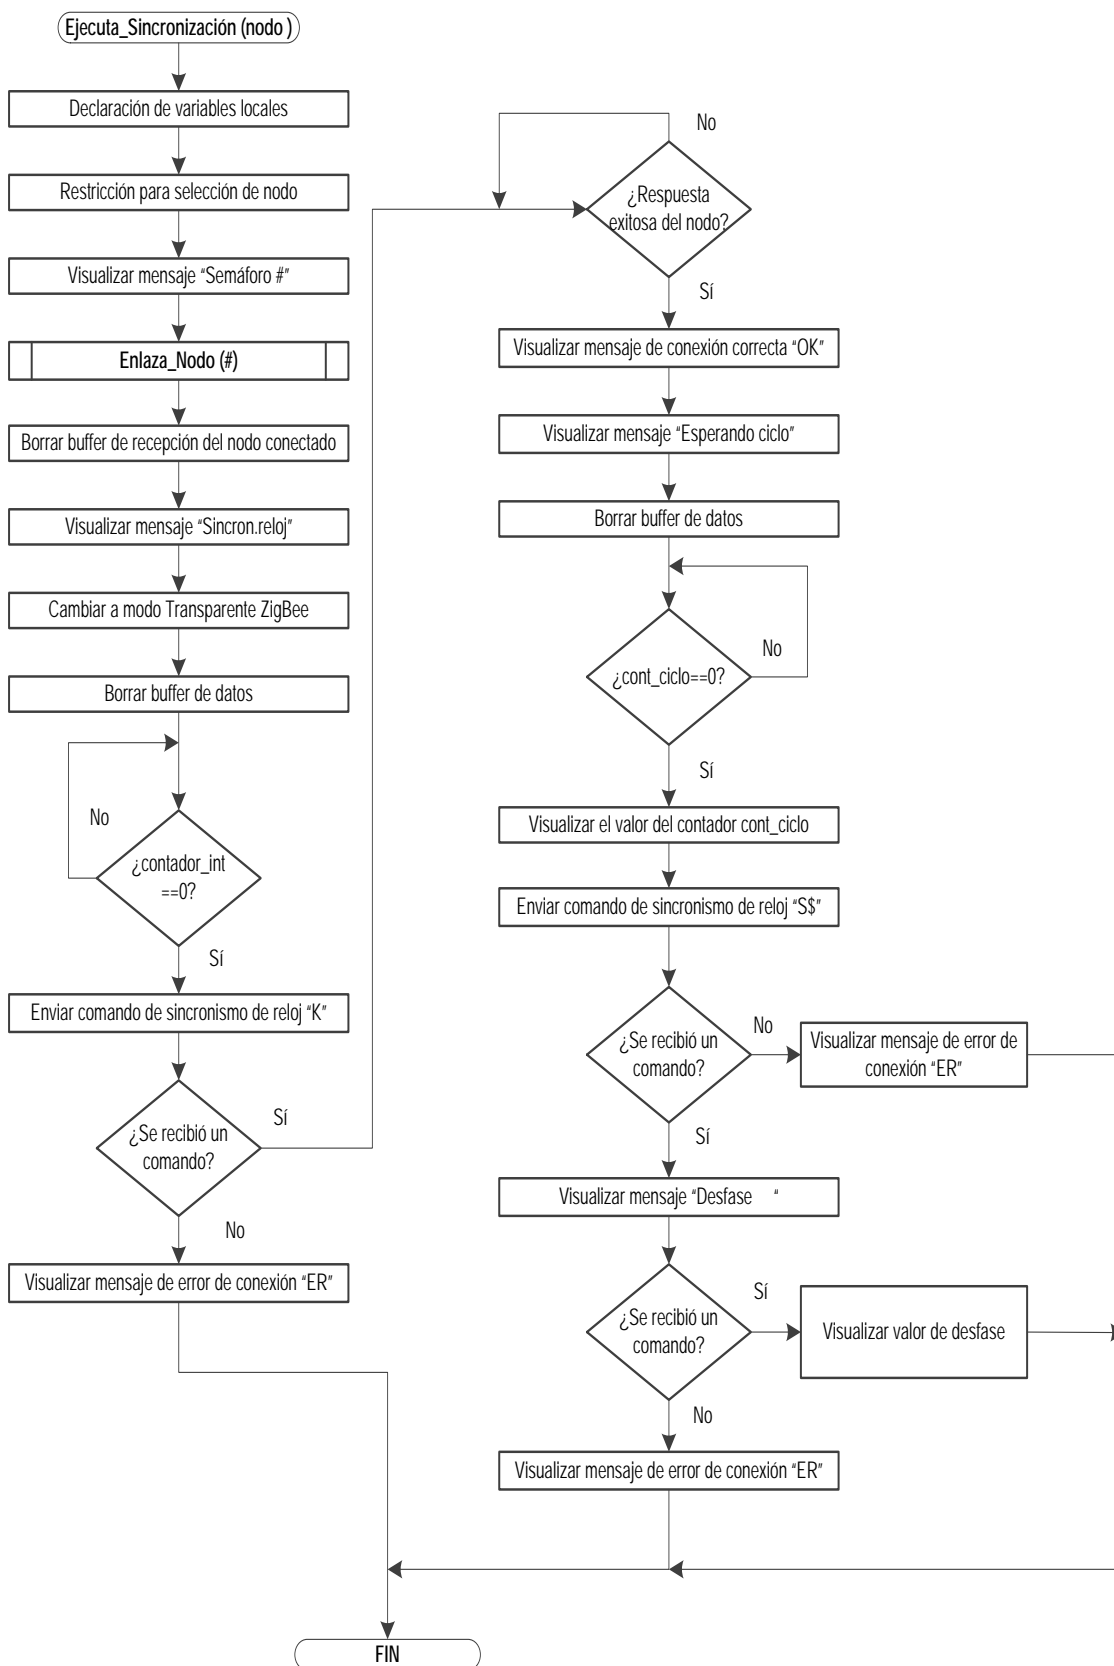 Ejecuta_Sincronización (nodo )
Declaración de variables locales
Restricción para selección de nodo
Visualizar mensaje “Semáforo #”
Enlaza_Nodo (#)
Borrar buffer de recepción del nodo conectado
Visualizar mensaje “Sincron.reloj”
Cambiar a modo Transparente ZigBee
Borrar buffer de datos
No
¿contador_int
==0?
Sí
Enviar comando de sincronismo de reloj “K”
¿Se recibió un
comando?
Sí
No
Visualizar mensaje de error de conexión “ER”
No
¿Respuesta
exitosa del nodo?
Sí
Visualizar mensaje de conexión correcta “OK”
Visualizar mensaje “Esperando ciclo”
Borrar buffer de datos
¿cont_ciclo==0?
No
Sí
Visualizar el valor del contador cont_ciclo
Enviar comando de sincronismo de reloj “S$”
¿Se recibió un
comando?
No
Visualizar mensaje de error de
conexión “ER”
Sí
Visualizar mensaje “Desfase “
¿Se recibió un
comando?
Sí
Visualizar valor de desfase
No
Visualizar mensaje de error de conexión “ER”
FIN